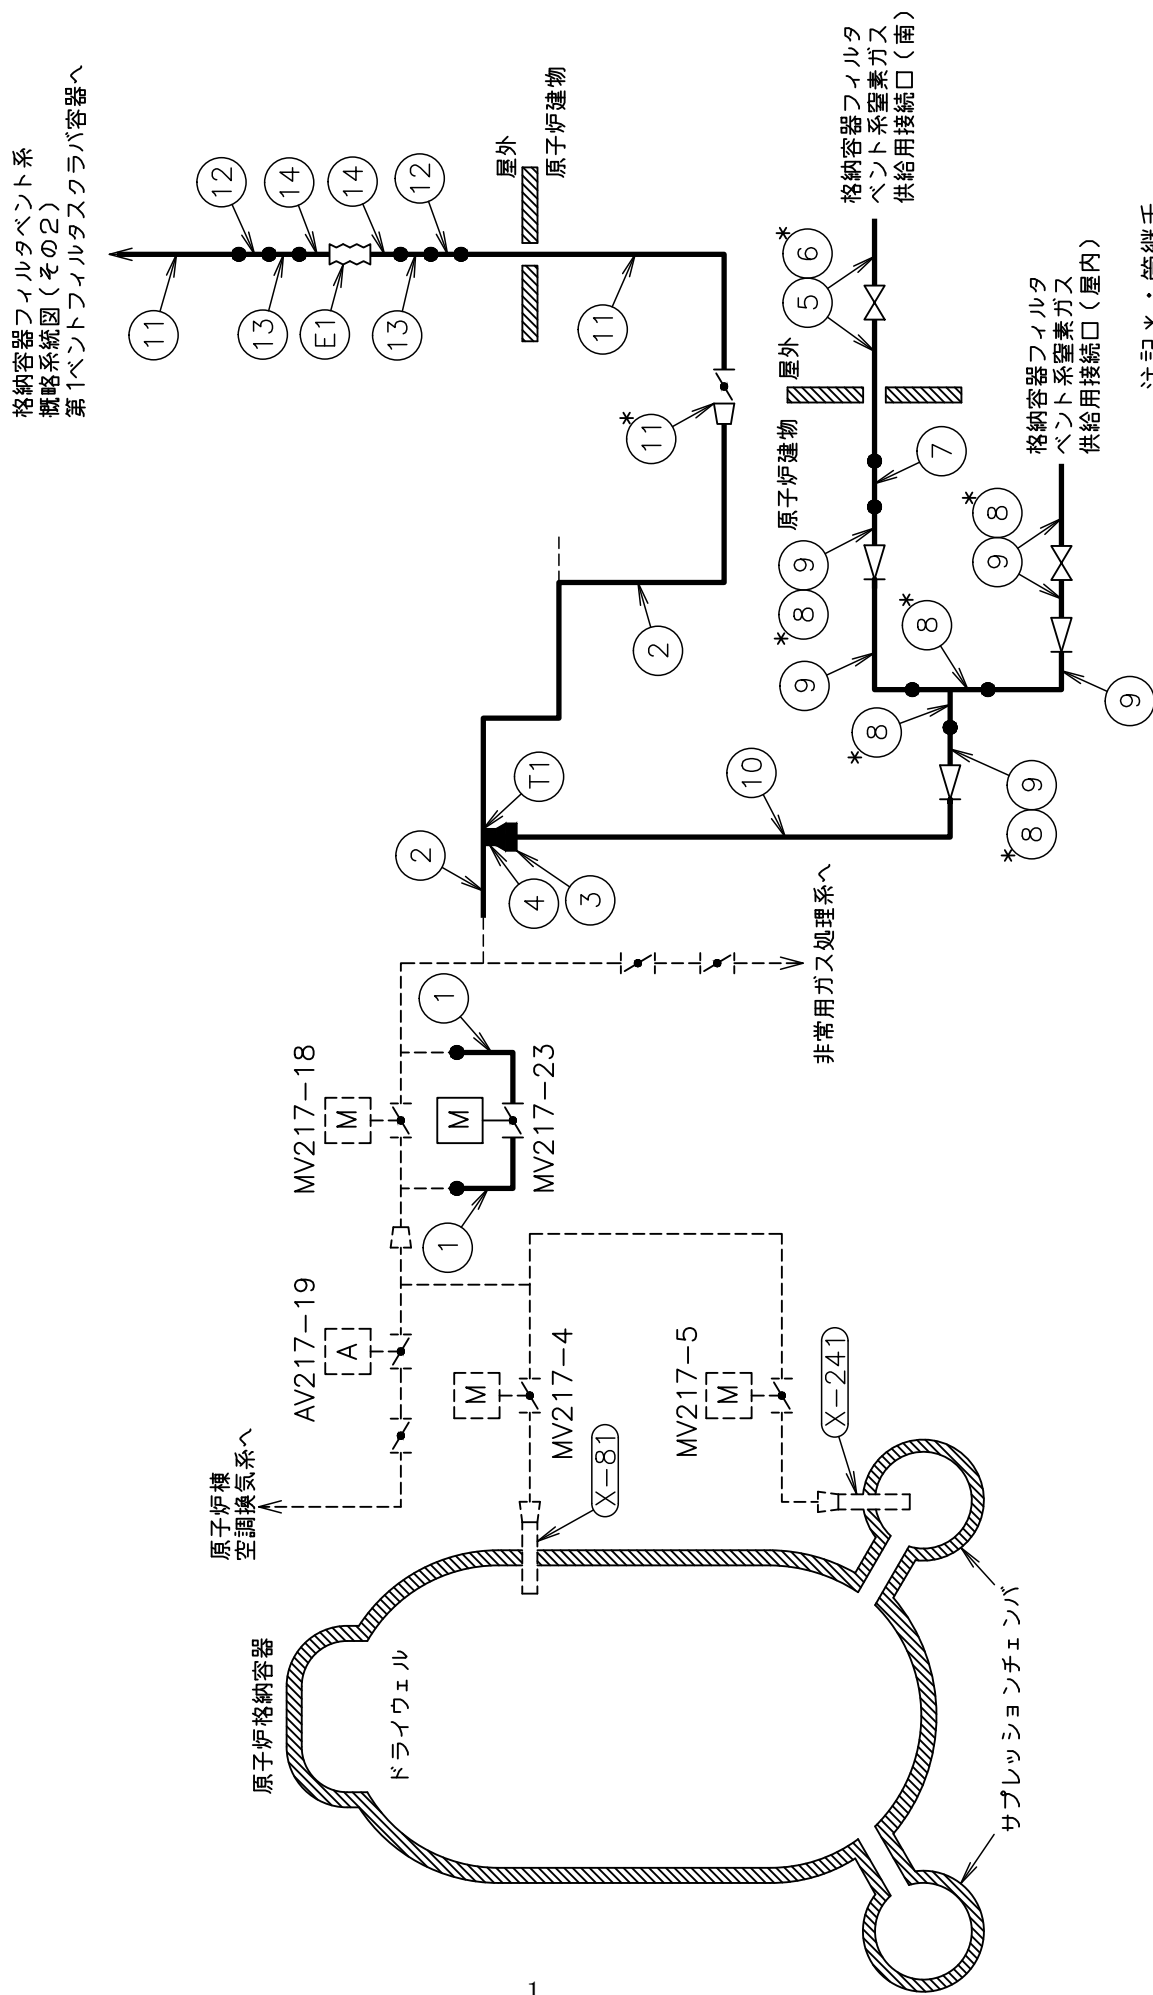 格納容器フィルタベント系
概略系統図(その2)
第1ベントフィルタスクラバ容器へ
11
12
13
14
E1
14
13
12
屋外
原子炉建物
11
11*
2
T1
2
4
3
10
格納容器フィルタ
ベント系窒素ガス
供給用接続口(南)
5
6*
屋外
原子炉建物
7
9
8*
9
8*
8*
9
8*
格納容器フィルタ
ベント系窒素ガス
供給用接続口(屋内)
9
8*
9
非常用ガス処理系へ
MV217-18
M
1
M
MV217-23
1
AV217-19
A
原子炉棟
空調換気系へ
M
MV217-4
X-81
MV217-5
M
X-241
原子炉格納容器
ドライウェル
サプレッションチェンバ
1